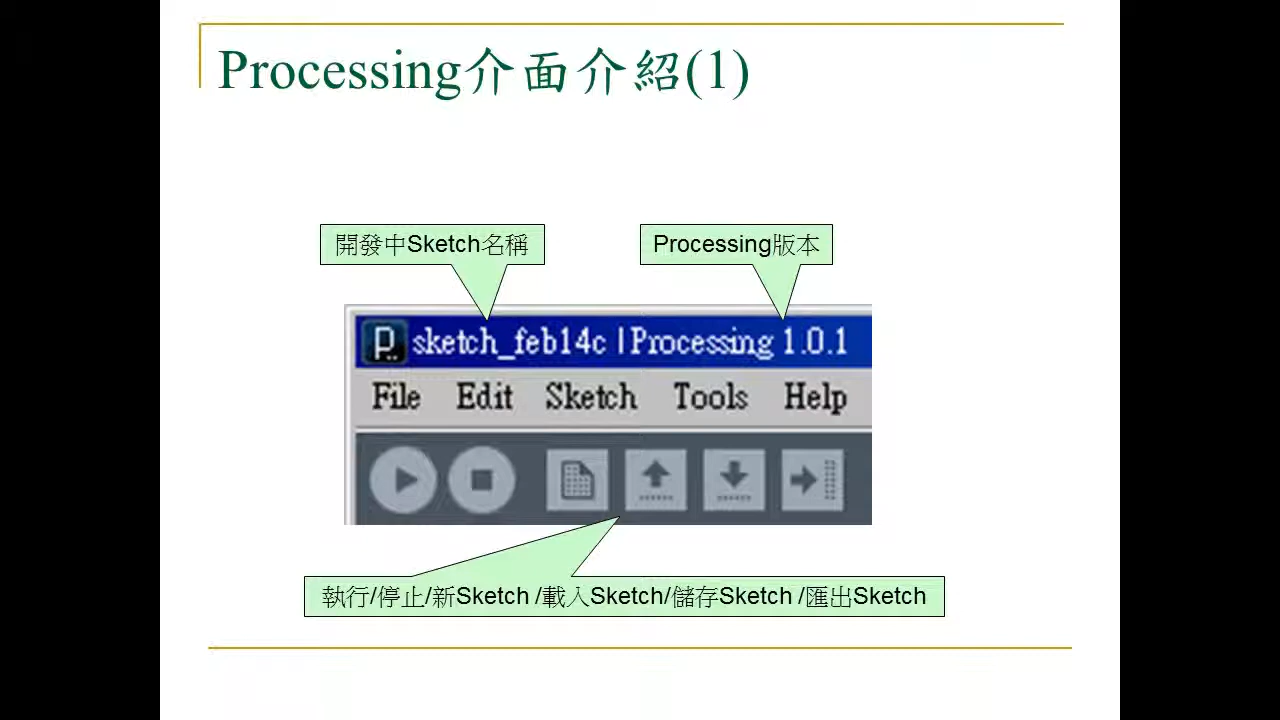 Processing介面介紹(1)
開發中Sketch名稱
Processing版本
sketch_feb14c | Processing 1.0.1
File Edit Sketch Tools Help
執行/停止/新Sketch /載入Sketch/儲存Sketch /匯出Sketch